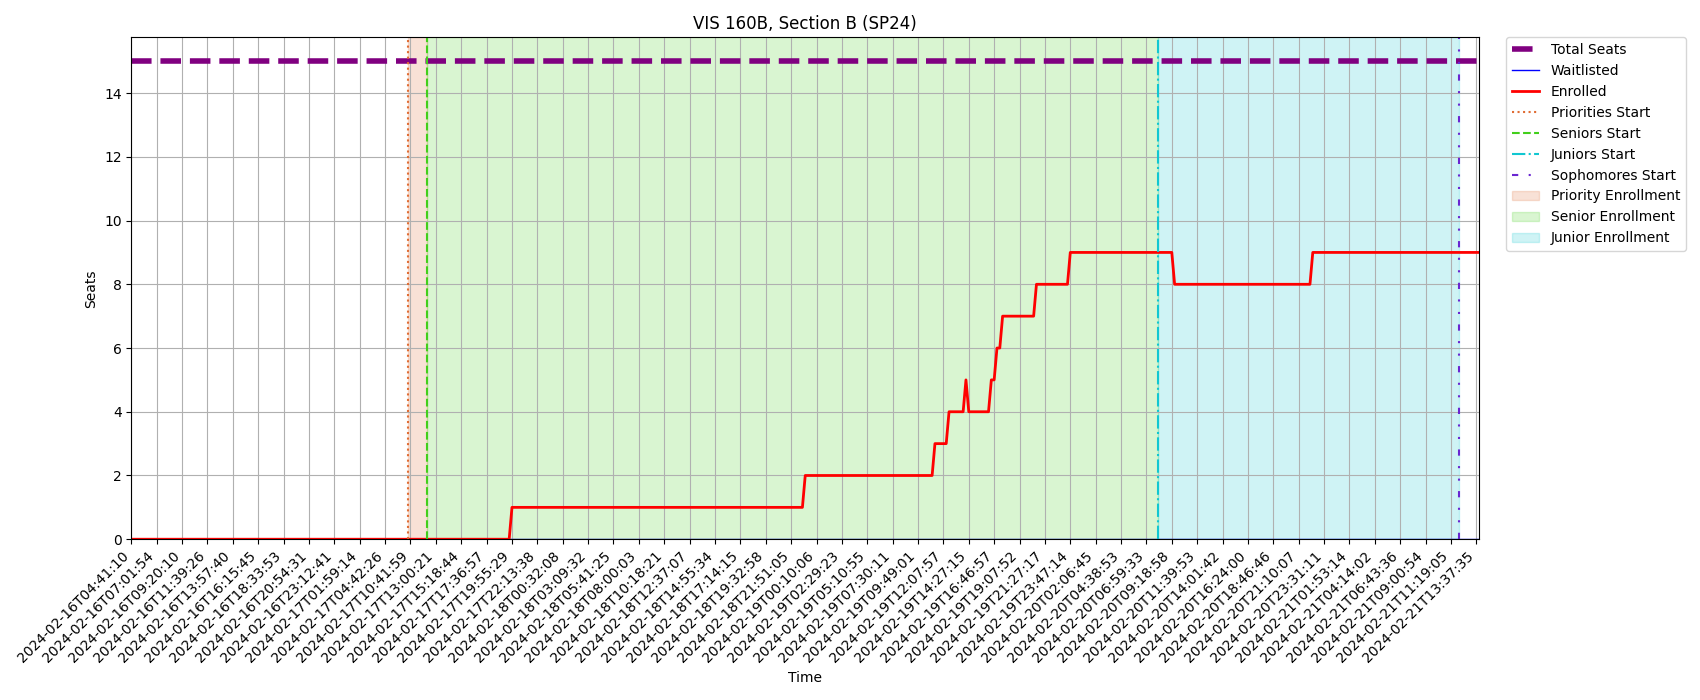 VIS 160B, Section B (SP24)
Total Seats
Waitlisted
Enrolled
Priorities Start
Seniors Start
Juniors Start
Sophomores Start
Priority Enrollment
Senior Enrollment
Junior Enrollment
Seats
14
12
10
8
6
4
2
0
2024-02-16T04:41:10
2024-02-16T07:01:54
2024-02-16T09:20:10
2024-02-16T11:39:26
2024-02-16T13:57:40
2024-02-16T16:15:45
2024-02-16T18:33:53
2024-02-16T20:54:31
2024-02-16T23:12:41
2024-02-17T01:59:14
2024-02-17T04:42:26
2024-02-17T10:41:59
2024-02-17T13:00:21
2024-02-17T15:18:44
2024-02-17T17:36:57
2024-02-17T19:55:29
2024-02-17T22:13:38
2024-02-18T00:32:08
2024-02-18T03:09:32
2024-02-18T05:41:25
2024-02-18T08:00:03
2024-02-18T10:18:21
2024-02-18T12:37:07
2024-02-18T14:55:34
2024-02-18T17:14:15
2024-02-18T19:32:58
2024-02-18T21:51:05
2024-02-19T00:10:06
2024-02-19T02:29:23
2024-02-19T05:10:55
2024-02-19T07:30:11
2024-02-19T09:49:01
2024-02-19T12:07:57
2024-02-19T14:27:15
2024-02-19T16:46:57
2024-02-19T19:07:52
2024-02-19T21:27:17
2024-02-19T23:47:14
2024-02-20T02:06:45
2024-02-20T04:38:53
2024-02-20T06:59:33
2024-02-20T09:18:58
2024-02-20T11:39:53
2024-02-20T14:01:42
2024-02-20T16:24:00
2024-02-20T18:46:46
2024-02-20T21:10:07
2024-02-20T23:31:11
2024-02-21T01:53:14
2024-02-21T04:14:02
2024-02-21T06:43:36
2024-02-21T09:00:54
2024-02-21T11:19:05
2024-02-21T13:37:35
Time